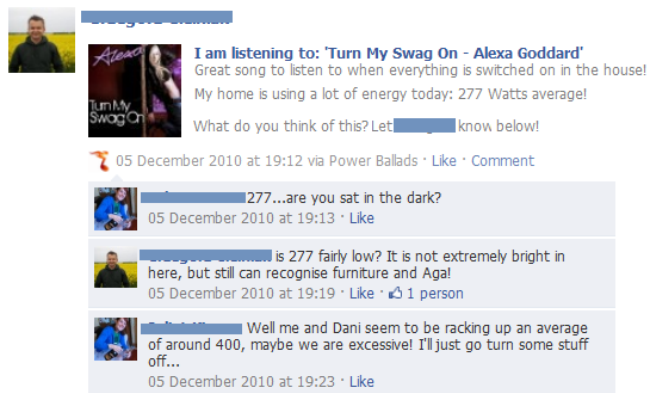 I am listening to: 'Turn My Swag On - Alexa Goddard'
Great song to listen to when everything is switched on in the house!
Alexa
My home is using a lot of energy today: 277 Watts average!
Turn My
Swag On
What do you think of this? Let know below!
05 December 2010 at 19:12 via Power Ballads · Like · Comment
277...are you sat in the dark?
05 December 2010 at 19:13 · Like
is 277 fairly low? It is not extremely bright in
here, but still can recognise furniture and Aga!
05 December 2010 at 19:19 · Like · 1 person
Well me and Dani seem to be racking up an average
of around 400, maybe we are excessive! I'll just go turn some stuff
off...
05 December 2010 at 19:23 · Like